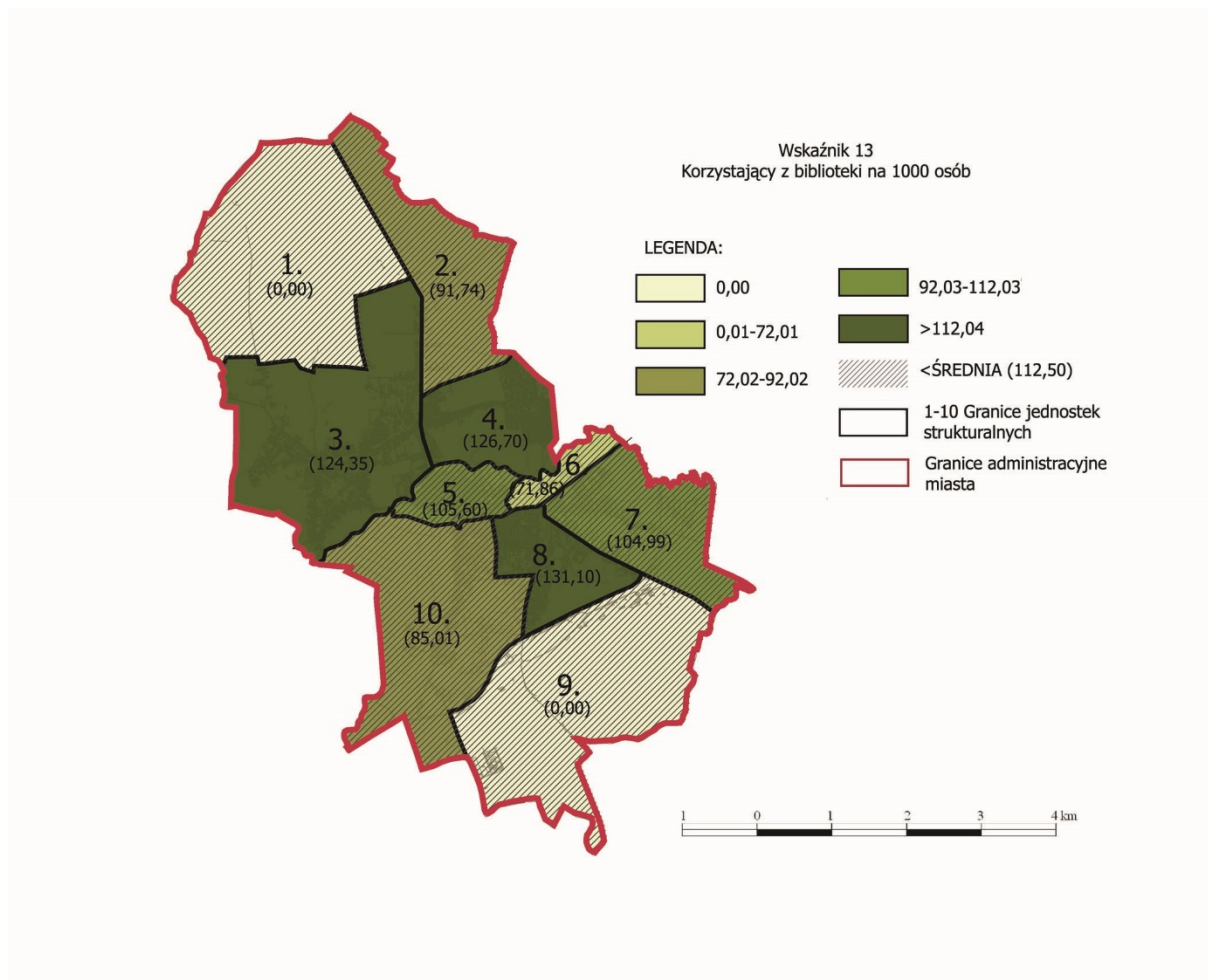 Wskaźnik 13
Korzystający z biblioteki na 1000 osób
LEGENDA:
0,00
0,01-72,01
72,02-92,02
92,03-112,03
>112,04
<ŚREDNIA (112,50)
1-10 Granice jednostek
strukturalnych
Granice administracyjne
miasta
1.
(0,00)
2.
(91,74)
3.
(124,35)
4.
(126,70)
5.
(105,60)
6
(71,86)
7.
(104,99)
8.
(131,10)
9.
(0,00)
10.
(85,01)
1 0 1 2 3 4 km